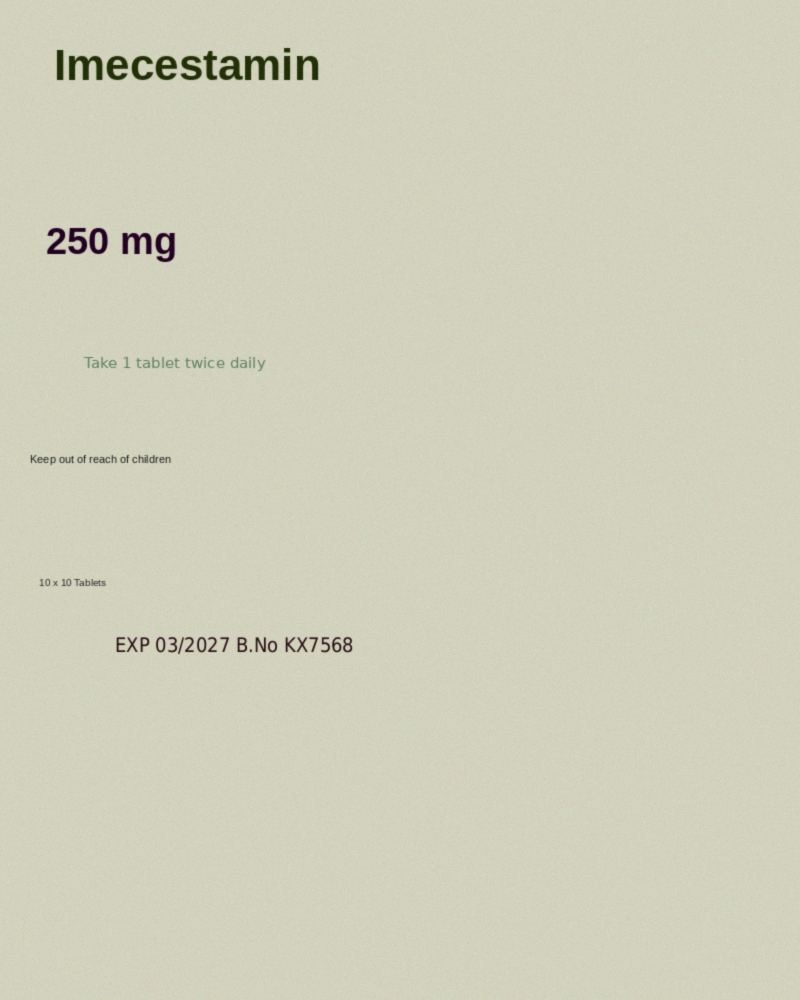 Imecestamin
250 mg
Take 1 tablet twice daily
Keep out of reach of children
10 x 10 Tablets
EXP 03/2027 B.No KX7568